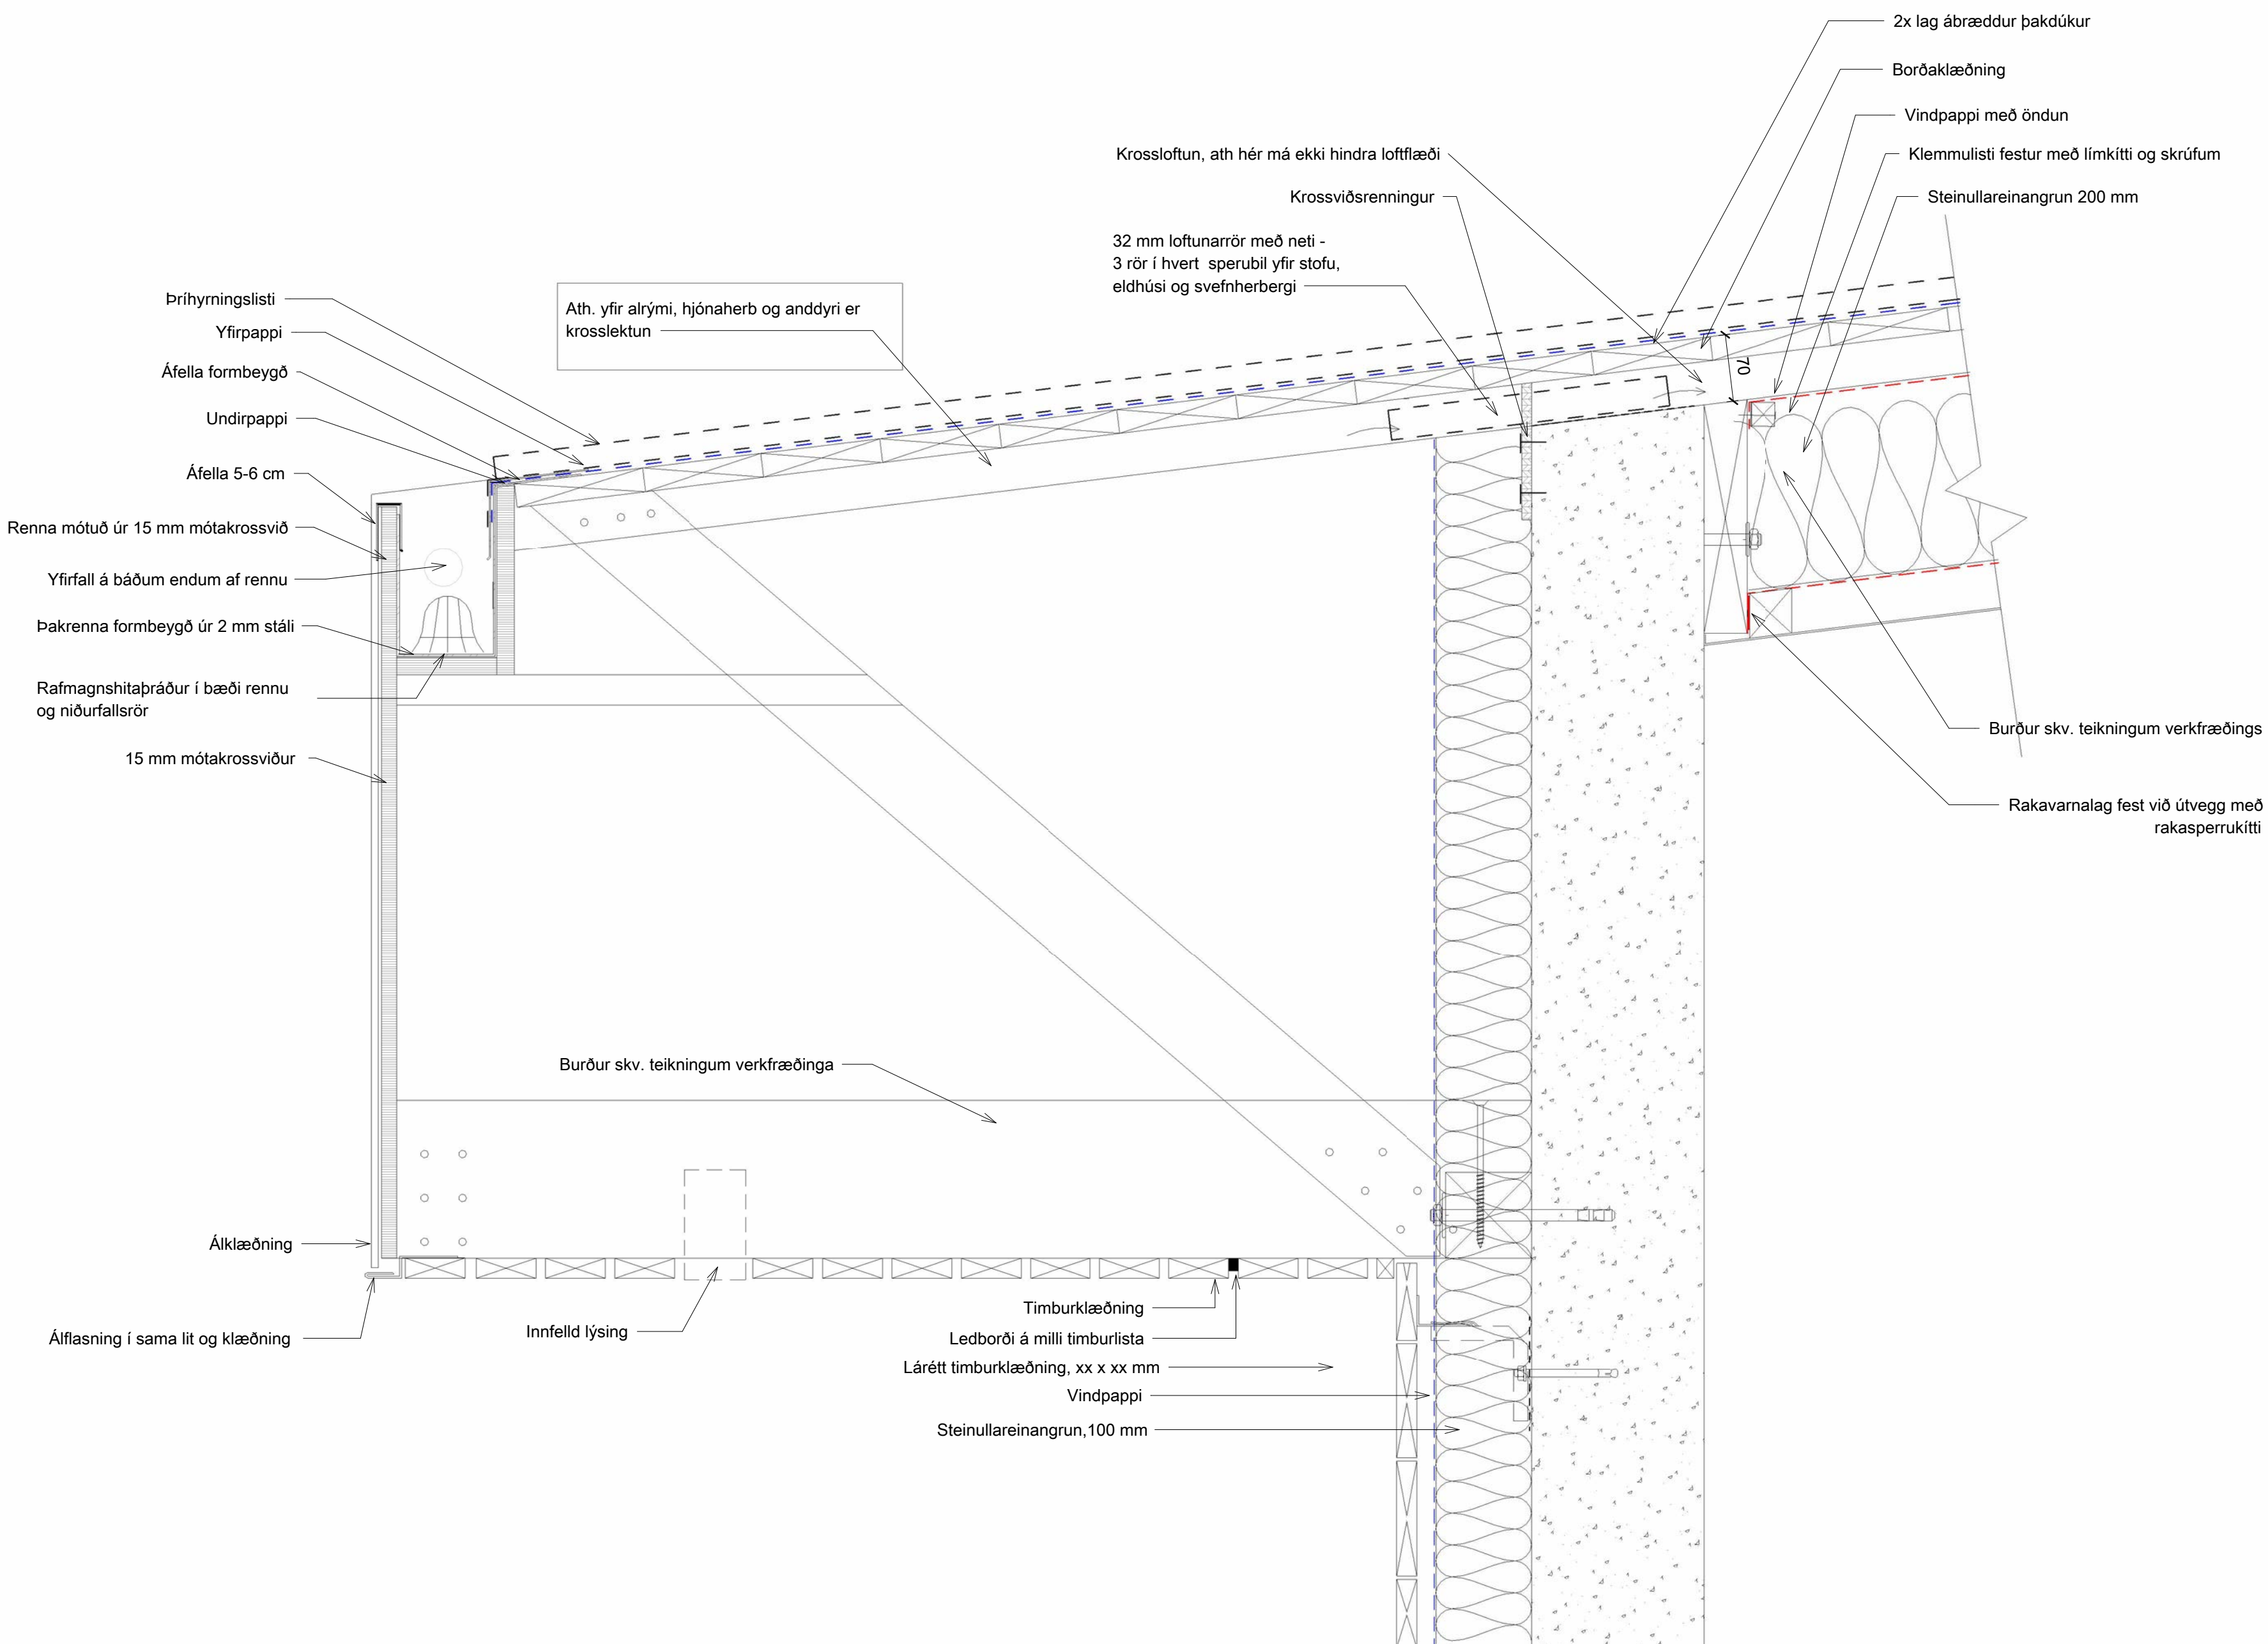 2x lag ábræddur þakdúkur
Borðaklæðning
Vindpappi með öndun
Klemmulisti festur með límkítti og skrúfum
Steinullareinangrun 200 mm
Krossloftun, ath hér má ekki hindra loftflæði
Krossviðsrenningur
32 mm loftunarrör með neti -
3 rör í hvert sperubil yfir stofu,
eldhúsi og svefnherbergi
Ath. yfir alrými, hjónaherb og anddyri er
krosslektun
Þríhyrningslisti
Yfirpappi
Áfella formbeygð
Undirpappi
Áfella 5-6 cm
Renna mótuð úr 15 mm mótakrossvið
Yfirfall á báðum endum af rennu
Þakrenna formbeygð úr 2 mm stáli
Rafmagnshitaþráður í bæði rennu
og niðurfallsrör
15 mm mótakrossviður
70
Burður skv. teikningum verkfræðings
Rakavarnalag fest við útvegg með
rakasperrukítti
Burður skv. teikningum verkfræðinga
Álklæðning
Álflasning í sama lit og klæðning
Innfelld lýsing
Timburklæðning
Ledborði á milli timburlista
Lárétt timburklæðning, xx x xx mm
Vindpappi
Steinullareinangrun,100 mm